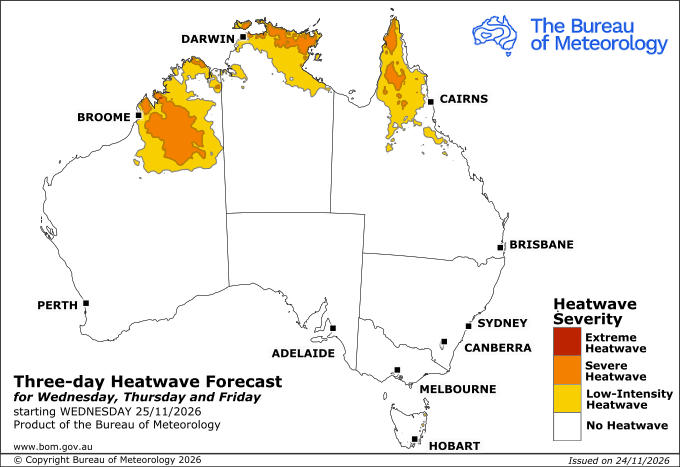 The Bureau
of Meteorology
DARWIN
CAIRNS
BROOME
BRISBANE
PERTH
ADELAIDE
SYDNEY
CANBERRA
MELBOURNE
HOBART
Heatwave
Severity
Extreme
Heatwave
Severe
Heatwave
Low-Intensity
Heatwave
No Heatwave
Three-day Heatwave Forecast
for Wednesday, Thursday and Friday
starting WEDNESDAY 25/11/2026
Product of the Bureau of Meteorology
www.bom.gov.au
© Copyright Bureau of Meteorology 2026
Issued on 24/11/2026